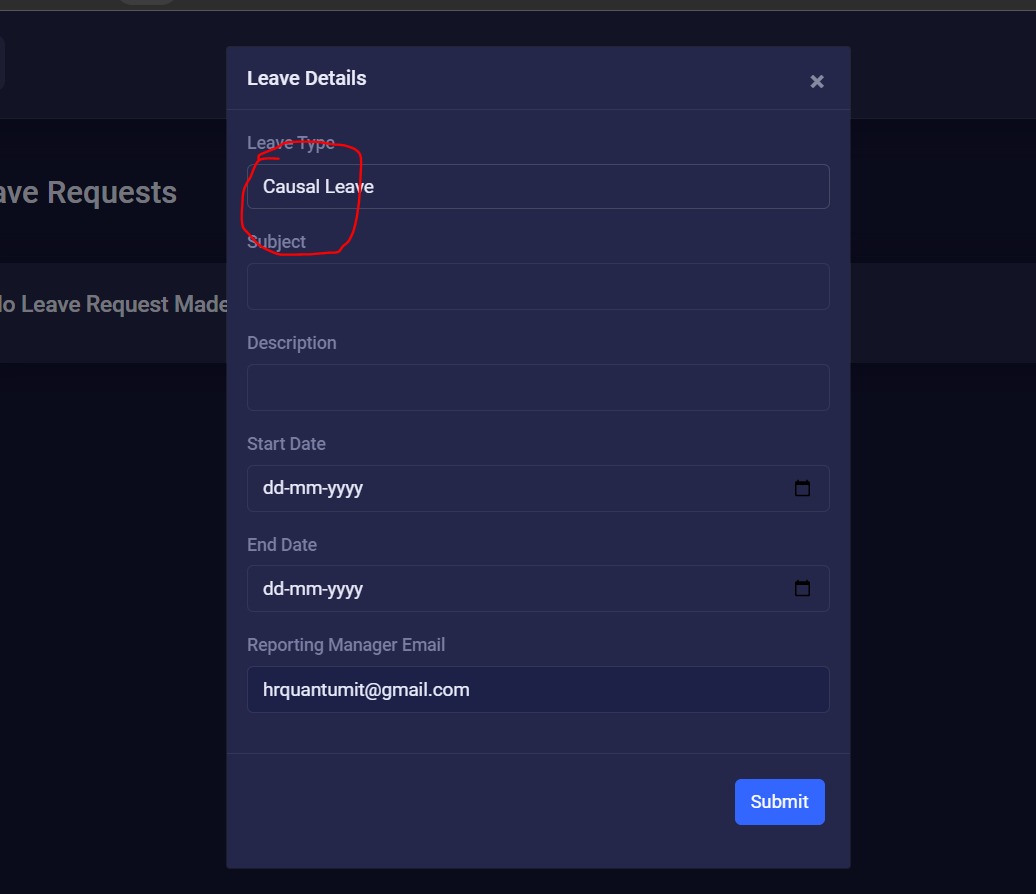 Leave Details
×
Leave Type
ave Requests
Causal Leave
Subject
lo Leave Request Made
Description
Start Date
dd-mm-yyyy
End Date
dd-mm-yyyy
Reporting Manager Email
hrquantumit@gmail.com
Submit